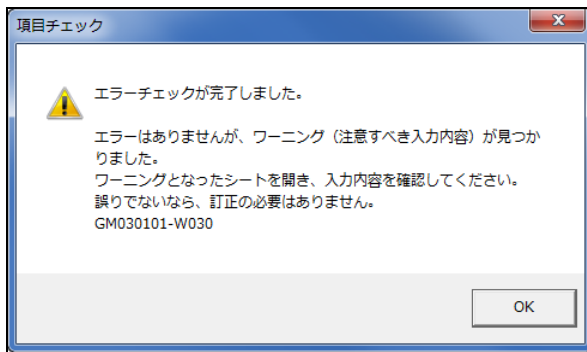 項目チェック
エラーチェックが完了しました。
エラーはありませんが、ワーニング（注意すべき入力内容）が見つか
りました。
ワーニングとなったシートを開き、入力内容を確認してください。
誤りでないなら、訂正の必要はありません。
GM030101-W030
OK